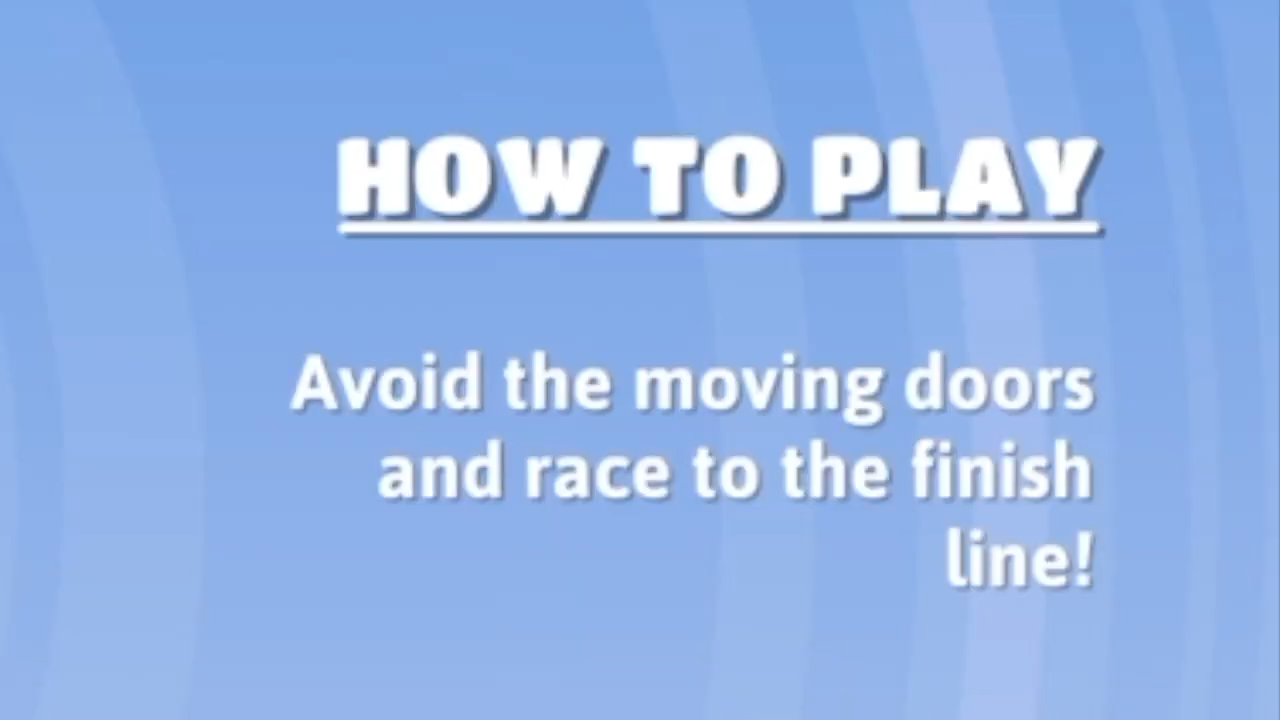 HOW TO PLAY
Avoid the moving doors
and race to the finish
line!